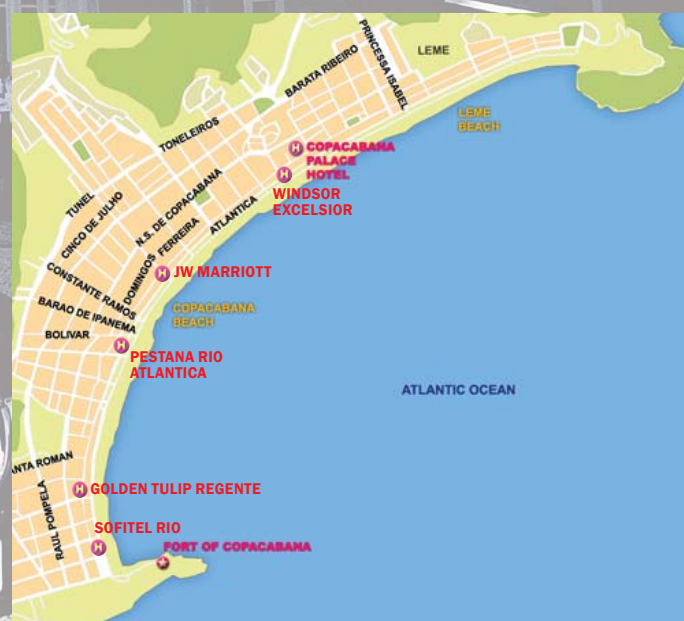 LEME
PRINCESSA ISABEL
BARATA RIBEIRO
LEME
BEACH
TONELEIROS
COPACABANA
PALACE
HOTEL
WINDSOR
EXCELSIOR
TUNEL
CINCO DE JULHO
N.S. DE COPACABANA
ATLANTICA
DOMINGOS FERREIRA
JW MARRIOTT
CONSTANTE RAMOS
BARAO DE IPANEMA
COPACABANA
BEACH
BOLIVAR
PESTANA RIO
ATLANTICA
ATLANTIC OCEAN
ANTA ROMAN
RAUL POMPELA
H GOLDEN TULIP REGENTE
SOFITEL RIO
FORT OF COPACABANA